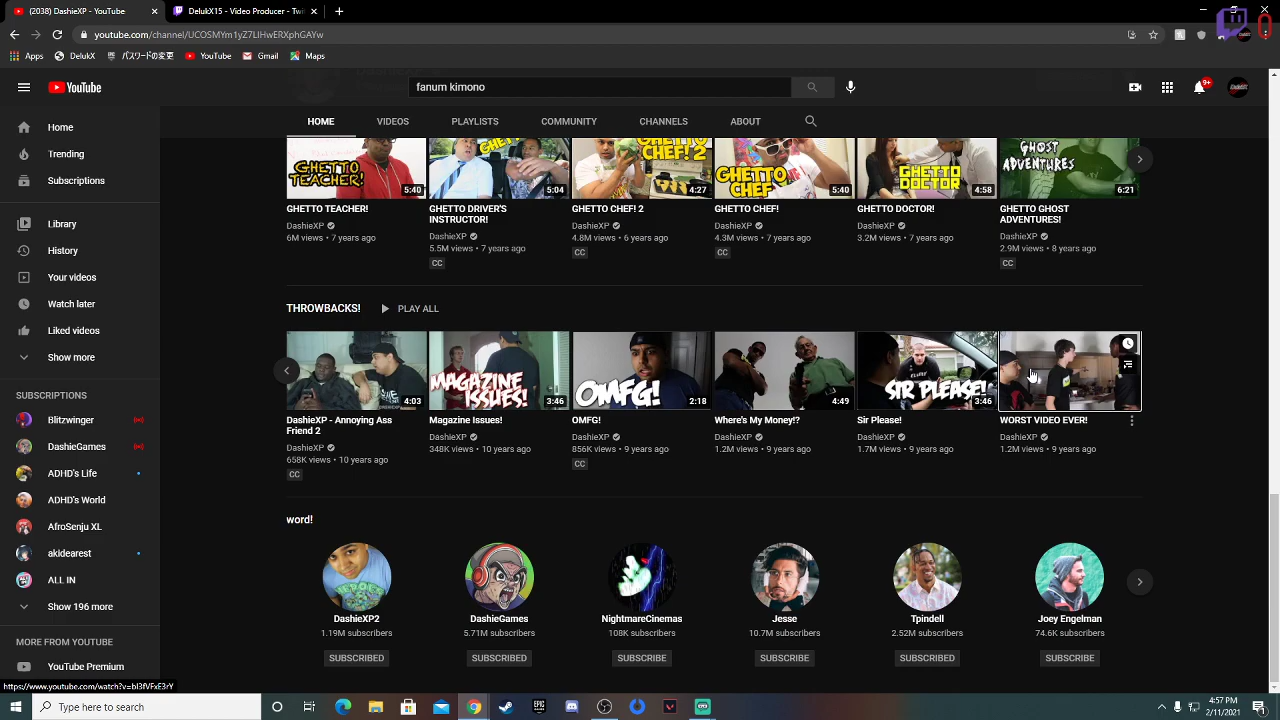 (2038) DashieXP - YouTube
DelukX15 - Video Producer - Twi
youtube.com/channel/UCOSMYm1yZ7LIHwERXphGAYw
Apps
DelukX
YouTube
Gmail
Maps
YouTube
fanum kimono
9+
HOME
VIDEOS
PLAYLISTS
COMMUNITY
CHANNELS
ABOUT
Home
Trending
Subscriptions
Library
History
Your videos
Watch later
Liked videos
Show more
SUBSCRIPTIONS
Blitzwinger
DashieGames
ADHD's Life
ADHD's World
AfroSenju XL
akidearest
ALL IN
Show 196 more
MORE FROM YOUTUBE
YouTube Premium
GHETTO TEACHER!
5:40
GHETTO TEACHER!
DashieXP
6M views • 7 years ago
GHETTO
5:04
GHETTO DRIVER'S
INSTRUCTOR!
DashieXP
5.5M views • 7 years ago
CC
GHETTO
CHEF! 2
4:27
GHETTO CHEF! 2
DashieXP
4.8M views • 6 years ago
CC
GHETTO
CHEF
5:40
GHETTO CHEF!
DashieXP
4.3M views • 7 years ago
CC
GHETTO
DOCTOR!
4:58
GHETTO DOCTOR!
DashieXP
3.2M views • 7 years ago
GHOST
ADVENTURES!
6:21
GHETTO GHOST
ADVENTURES!
DashieXP
2.9M views • 8 years ago
CC
THROWBACKS!
PLAY ALL
4:03
DashieXP - Annoying Ass
Friend 2
DashieXP
658K views • 10 years ago
CC
MAGAZINE
ISSUES!
3:46
Magazine Issues!
DashieXP
348K views • 10 years ago
OMFG!
2:18
OMFG!
DashieXP
856K views • 9 years ago
CC
4:49
Where's My Money!?
DashieXP
1.2M views • 9 years ago
SIR PLEASE!
3:46
Sir Please!
DashieXP
1.7M views • 9 years ago
WORST VIDEO EVER!
DashieXP
1.2M views • 9 years ago
word!
DashieXP2
1.19M subscribers
SUBSCRIBED
DashieGames
5.71M subscribers
SUBSCRIBED
NightmareCinemas
108K subscribers
SUBSCRIBE
Jesse
10.7M subscribers
SUBSCRIBE
Tpindell
2.52M subscribers
SUBSCRIBED
Joey Engelman
74.6K subscribers
SUBSCRIBE
https://www.youtube.com/watch?v=bI3fVFxE3rY
Type here to search
4:57 PM
2/11/2021